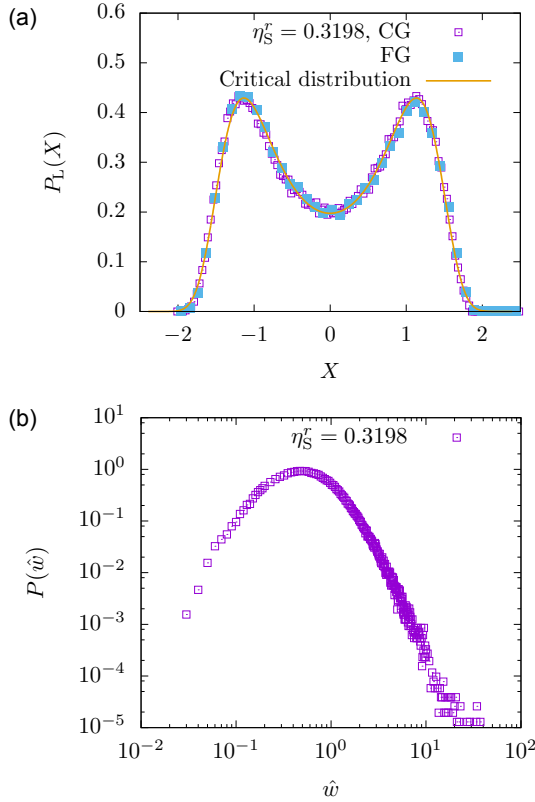 (a)
0.6
0.5
0.4
0.3
0.2
0.1
0
P_L(X)
η_S^r = 0.3198, CG
FG
Critical distribution
−2 −1 0 1 2
X
(b)
10^1
10^0
10^−1
10^−2
10^−3
10^−4
10^−5
P(ŵ)
η_S^r = 0.3198
10^−2 10^−1 10^0 10^1 10^2
ŵ